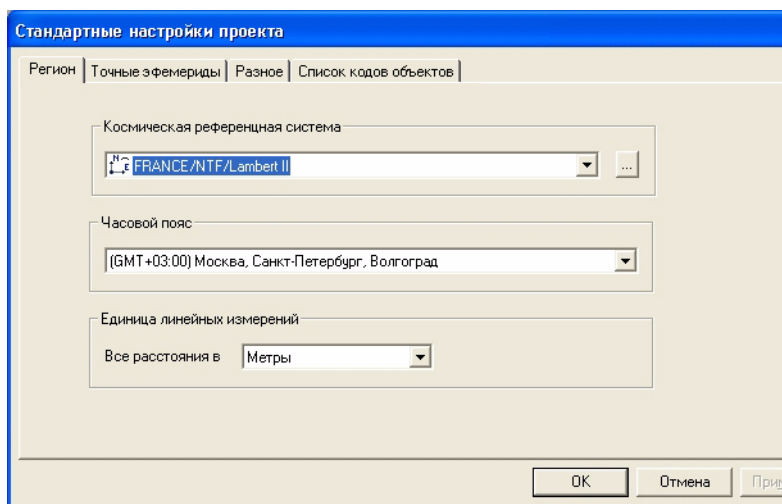 Стандартные настройки проекта
Регион Точные эфемериды Разное Список кодов объектов
Космическая референцная система
FRANCE/NTF/Lambert II
...
Часовой пояс
(GMT+03:00) Москва, Санкт-Петербург, Волгоград
Единица линейных измерений
Все расстояния в Метры
OK Отмена